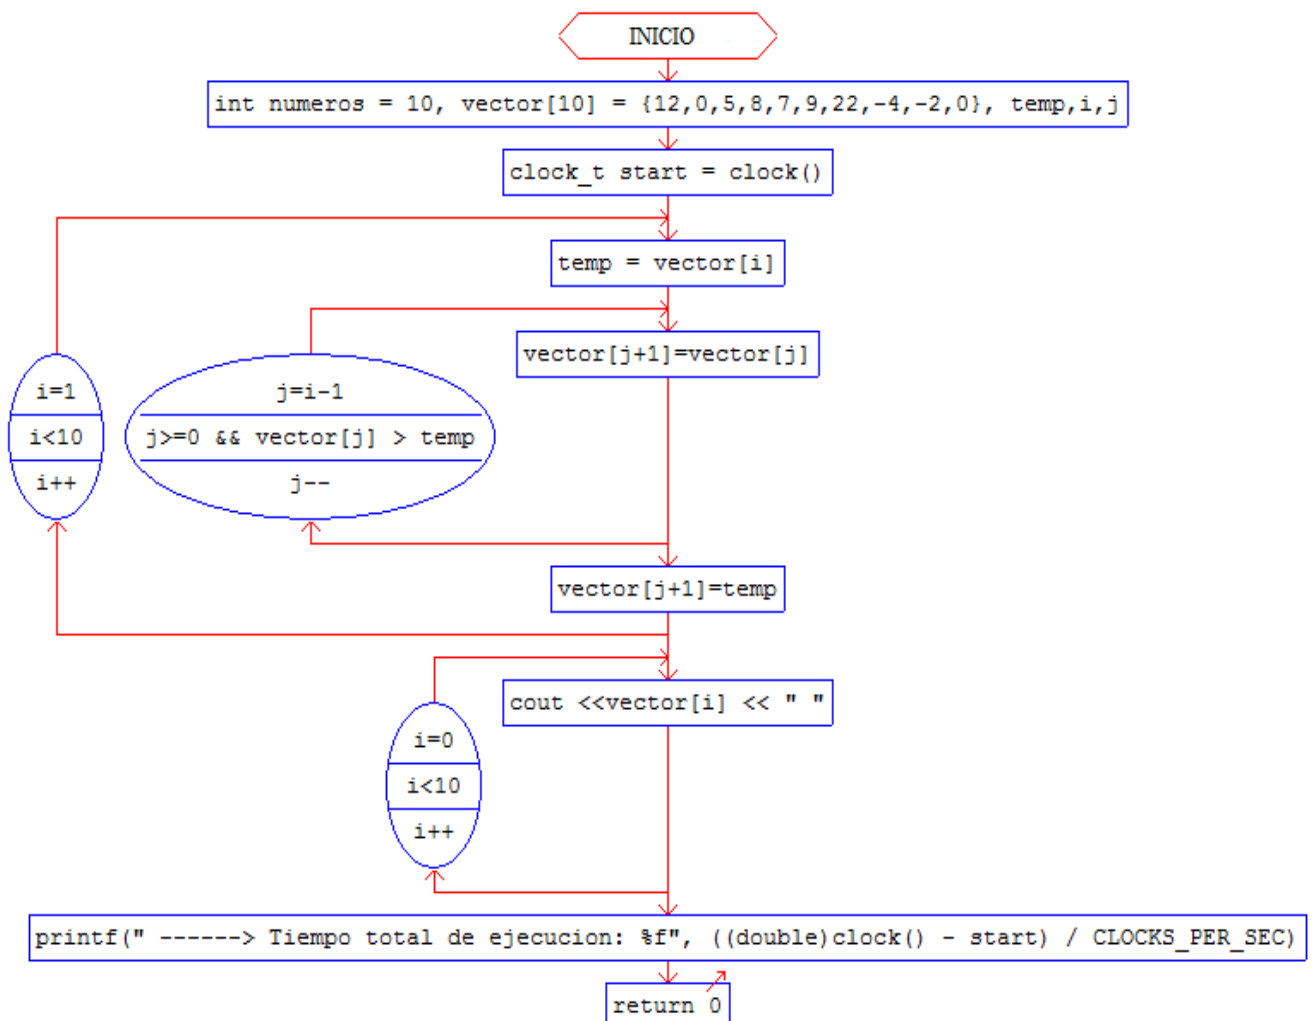 INICIO
int numeros = 10, vector[10] = {12,0,5,8,7,9,22,-4,-2,0}, temp,i,j
clock_t start = clock()
temp = vector[i]
vector[j+1]=vector[j]
i=1
i<10
i++
j=i-1
j>=0 && vector[j] > temp
j--
vector[j+1]=temp
cout <<vector[i] << " "
i=0
i<10
i++
printf(" ------> Tiempo total de ejecucion: %f", ((double)clock() - start) / CLOCKS_PER_SEC)
return 0